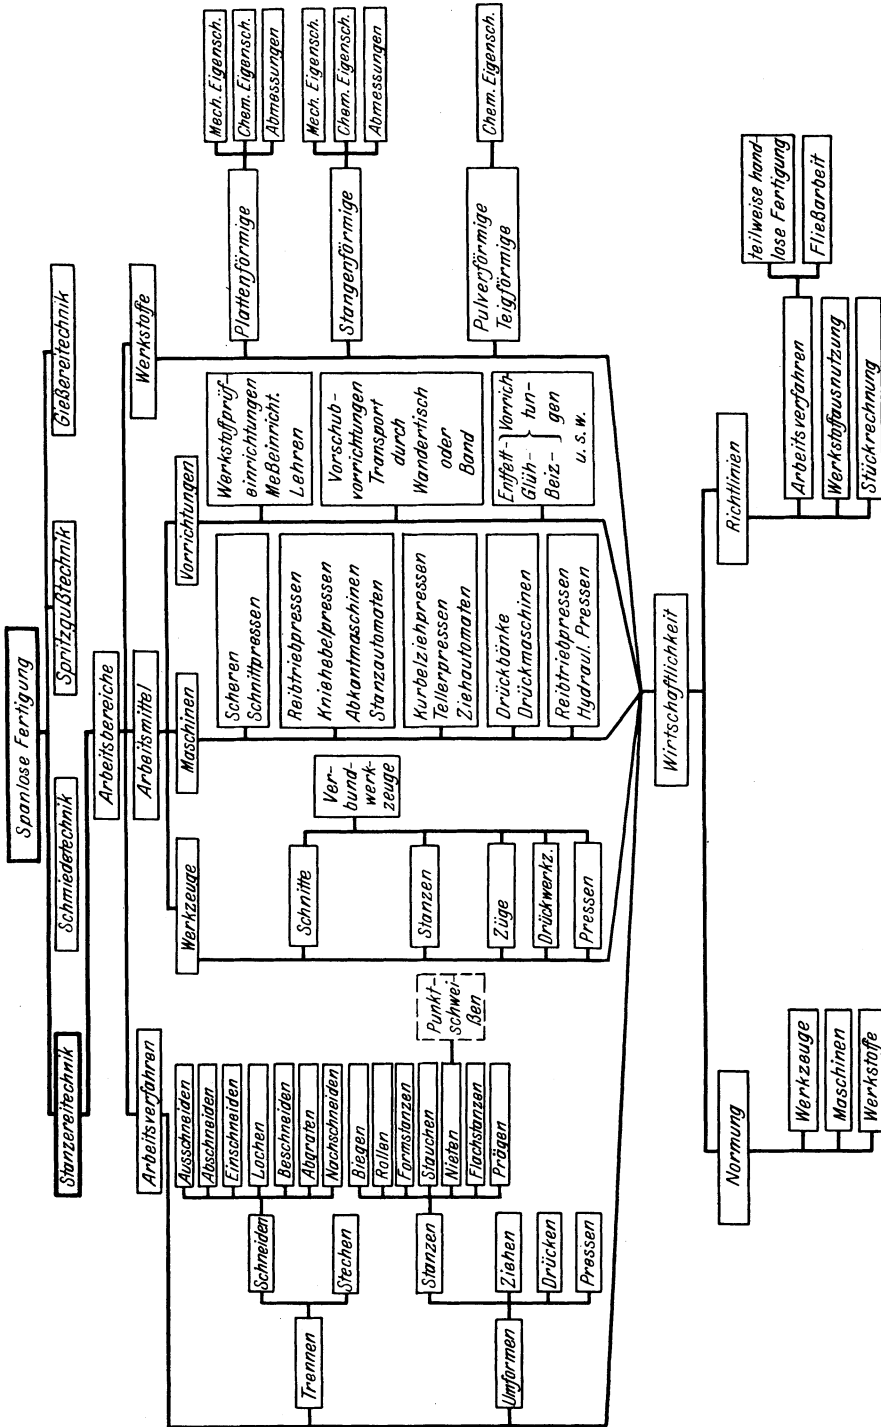 Spanlose Fertigung
Stanzereitechnik
Schmiedetechnik
Spritzgußtechnik
Gießereitechnik
Arbeitsbereiche
Arbeitsverfahren
Arbeitsmittel
Werkstoffe
Werkzeuge
Maschinen
Vorrichtungen
Trennen
Schneiden
Ausschneiden
Abschneiden
Einschneiden
Lochen
Beschneiden
Abgraten
Nachschneiden
Stechen
Umformen
Stanzen
Biegen
Rollen
Formstanzen
Stauchen
Nieten
Flachstanzen
Prägen
Punkt-
schwei-
ßen
Ziehen
Drücken
Pressen
Schnitte
Stanzen
Züge
Drückwerkz.
Pressen
Ver-
bund-
werk-
zeuge
Scheren
Schnittpressen
Reibtriebpressen
Kniehebelpressen
Abkantmaschinen
Stanzautomaten
Kurbelziehpressen
Tellerpressen
Ziehautomaten
Drückbänke
Drückmaschinen
Reibtriebpressen
Hydraul. Pressen
Werkstoffprüf-
einrichtungen
Meßeinricht.
Lehren
Vorschub-
vorrichtungen
Transport
durch
Wandertisch
oder
Band
Entfett- Vorrich-
Glüh- } tun-
Beiz- gen
u. s. w.
Plattenförmige
Mech. Eigensch.
Chem. Eigensch.
Abmessungen
Stangenförmige
Mech. Eigensch.
Chem. Eigensch.
Abmessungen
Pulverförmige
Teigförmige
Chem. Eigensch.
Wirtschaftlichkeit
Normung
Werkzeuge
Maschinen
Werkstoffe
Richtlinien
Arbeitsverfahren
Werkstoffausnutzung
Stückrechnung
teilweise hand-
lose Fertigung
Fließarbeit